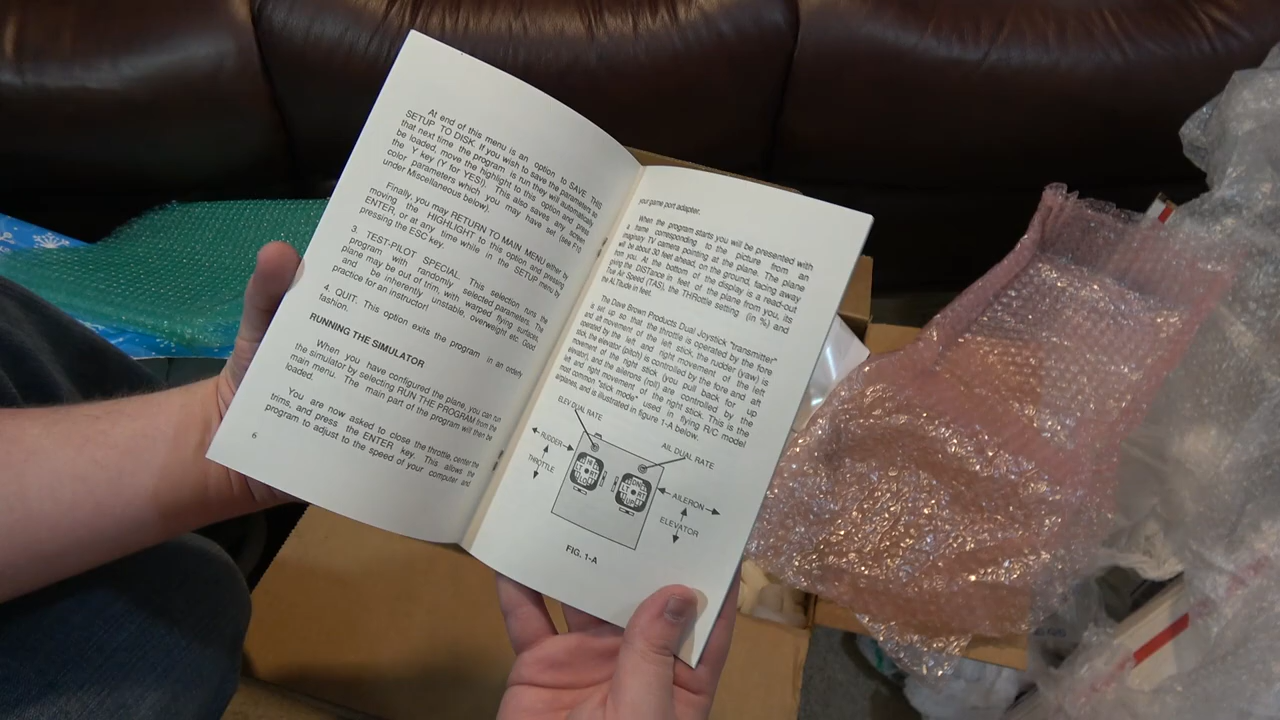 At end of this menu is an option to SAVE THIS
SETUP TO DISK. If you wish to save the parameters so
that next time the program is run they will automatically
be loaded, move the highlight to this option and press
the Y key (Y for YES!). This also saves any screen
color parameters which you may have set (See F10
under Miscellaneous below).
Finally, you may RETURN TO MAIN MENU either by
moving the HIGHLIGHT to this option and pressing
ENTER, or at any time while in the SETUP menu by
pressing the ESC key.
3. TEST-PILOT SPECIAL. This selection runs the
program with randomly selected parameters. The
plane may be out or trim, with warped flying surfaces,
and be inherently, unstable, overweight etc. Good
practice for an instructor!
4. QUIT. This option exits the program in an orderly
fashion.
RUNNING THE SIMULATOR
When you have configured the plane, you can run
the simulator by selecting RUN THE PROGRAM from the
main menu. The main part of the program will then be
loaded.
You are now asked to close the throttle, center the
trims, and press the ENTER key. This allows the
program to adjust to the speed of your computer and
6
your game port adapter.
When the program starts you will be presented with
a frame corresponding to the picture from an
imaginary TV camera pointing at the plane. The plane
will be about 30 feet ahead, on the ground, facing away
from you. At the bottom of the display is a read-out
giving the DISTance in feet of the plane from you, its
True Air Speed (TAS), the THRottle setting (in %) and
the ALTitude in feet.
The Dave Brown Products Dual Joystick "transmitter"
is set up so that the throttle is operated by the fore
and aft movement of the left stick, the rudder (yaw) is
operated by the left and right movement of the left
stick, the elevator (pitch) is controlled by the fore and aft
movement of the right stick (you pull back for up
elevator) and the ailerons (roll) are controlled by the
left and right movement of the right stick. This is the
most common "stick mode" used in flying R/C model
airplanes, and is illustrated in figure 1-A below.
ELEV DUAL RATE
AIL DUAL RATE
RUDDER
THROTTLE
HI
LT RT
LO
DN
LT RT
UP
AILERON
ELEVATOR
FIG. 1-A